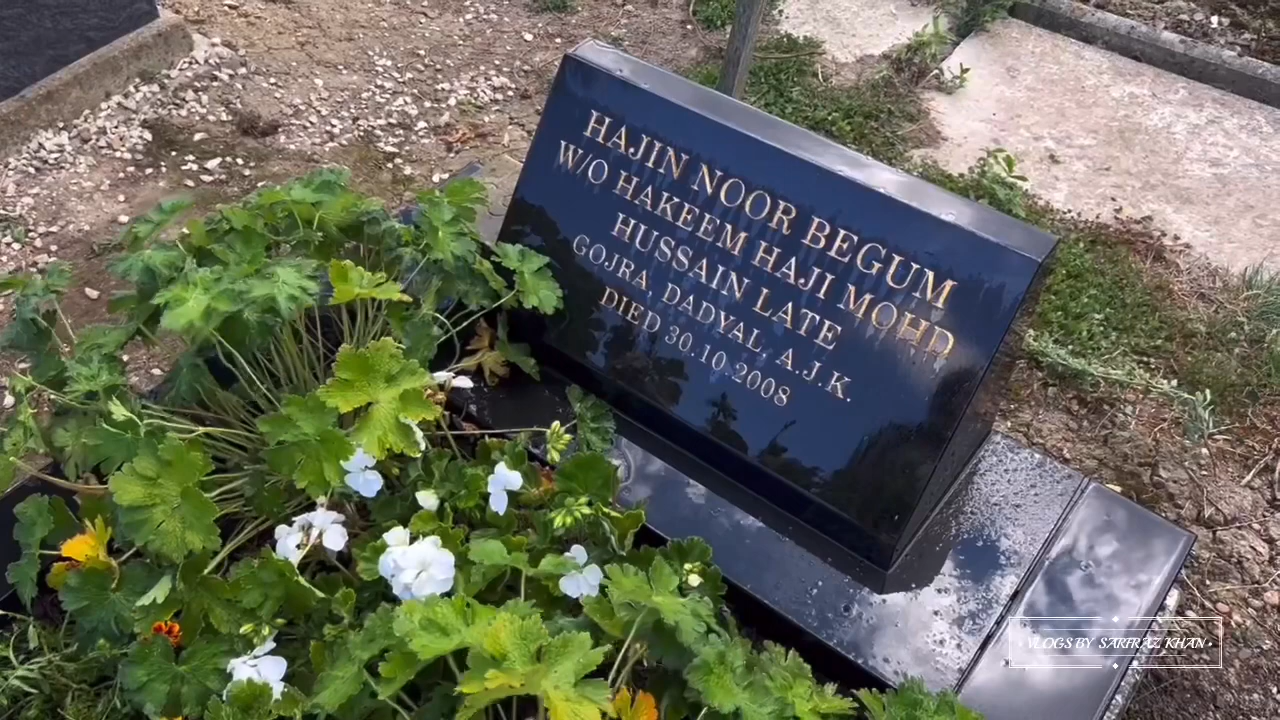 HAJIN NOOR BEGUM
W/O HAKEEM HAJI MOHD
HUSSAIN LATE
GOJRA, DADYAL, A.J.K.
DIED 30.10.2008
VLOGS BY SARFRAZ KHAN